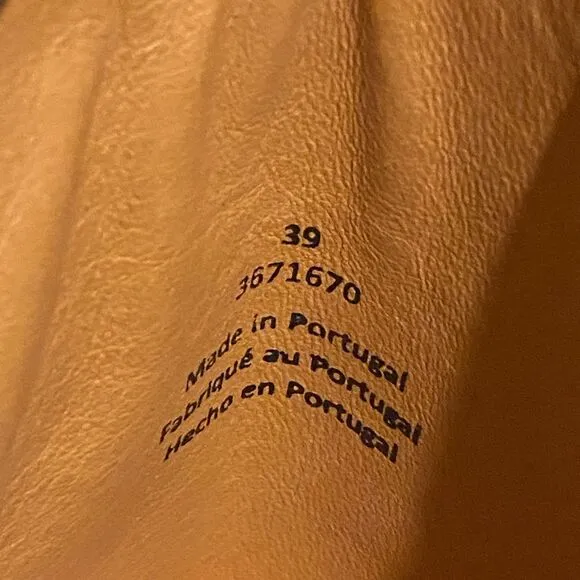 39
3671670
Made in Portugal
Fabriqué au Portugal
Hecho en Portugal